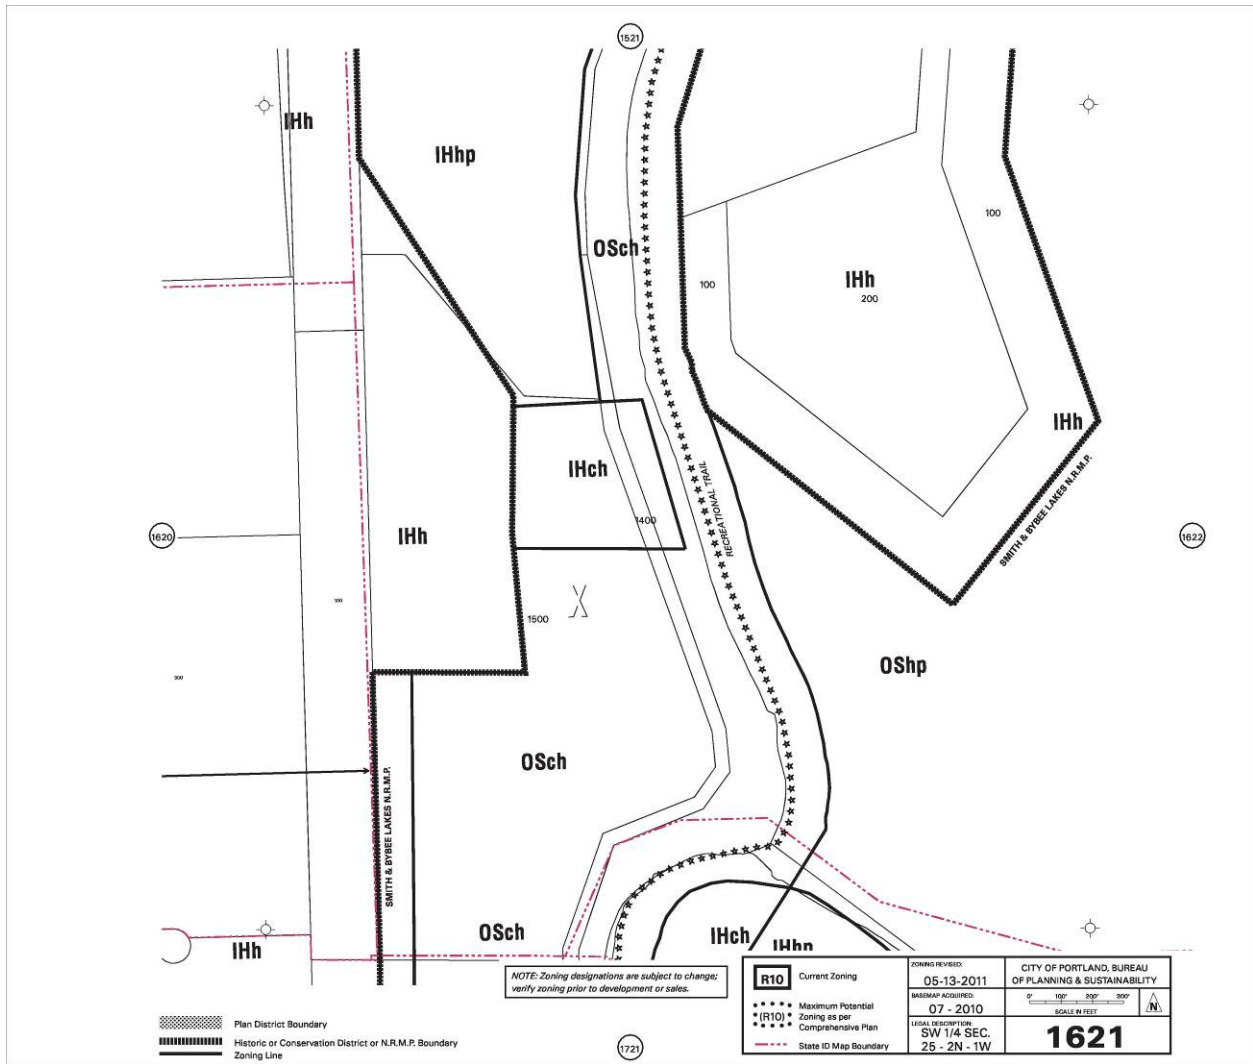 1521
IHh
IHhp
100
OSch
IHh
200
100
IHh
IHch
RECREATIONAL TRAIL
1400
SMITH & BYBEE LAKES N.R.M.P.
1620
IHh
1622
100
1500
OShp
300
OSch
SMITH & BYBEE LAKES N.R.M.P.
OSch
IHch
IHhp
IHh
NOTE: Zoning designations are subject to change;
verify zoning prior to development or sales.
Plan District Boundary
Historic or Conservation District or N.R.M.P. Boundary
Zoning Line
1721
R10
Current Zoning
(R10)
Maximum Potential
Zoning as per
Comprehensive Plan
State ID Map Boundary
ZONING REVISED:
05-13-2011
BASEMAP ACQUIRED:
07 - 2010
LEGAL DESCRIPTION:
SW 1/4 SEC.
25 - 2N - 1W
CITY OF PORTLAND, BUREAU
OF PLANNING & SUSTAINABILITY
0' 100' 200' 300'
SCALE IN FEET
N
1621